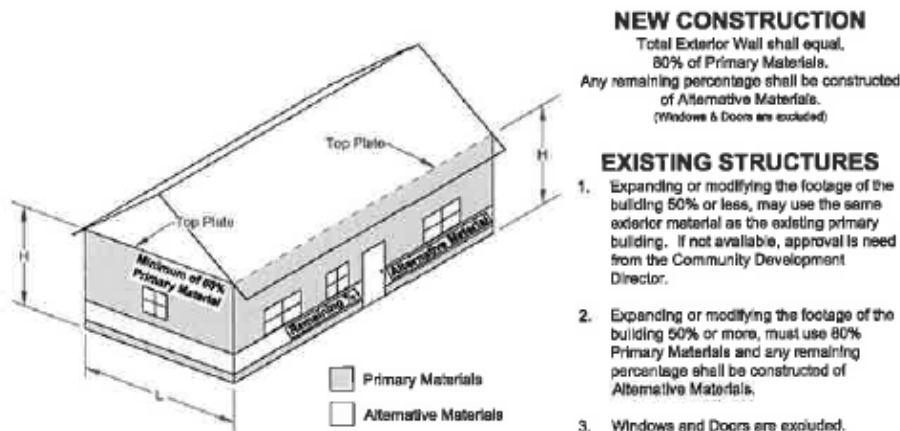 NEW CONSTRUCTION
Total Exterior Wall shall equal,
80% of Primary Materials.
Any remaining percentage shall be constructed
of Alternative Materials.
(Windows & Doors are excluded)
EXISTING STRUCTURES
1. Expanding or modifying the footage of the
building 50% or less, may use the same
exterior material as the existing primary
building. If not available, approval is need
from the Community Development
Director.
2. Expanding or modifying the footage of the
building 50% or more, must use 80%
Primary Materials and any remaining
percentage shall be constructed of
Alternative Materials.
3. Windows and Doors are excluded.
Top Plate
H
Top Plate
H
Minimum of 80%
Primary Material
Remaining %
Alternative Material
L
Primary Materials
Alternative Materials